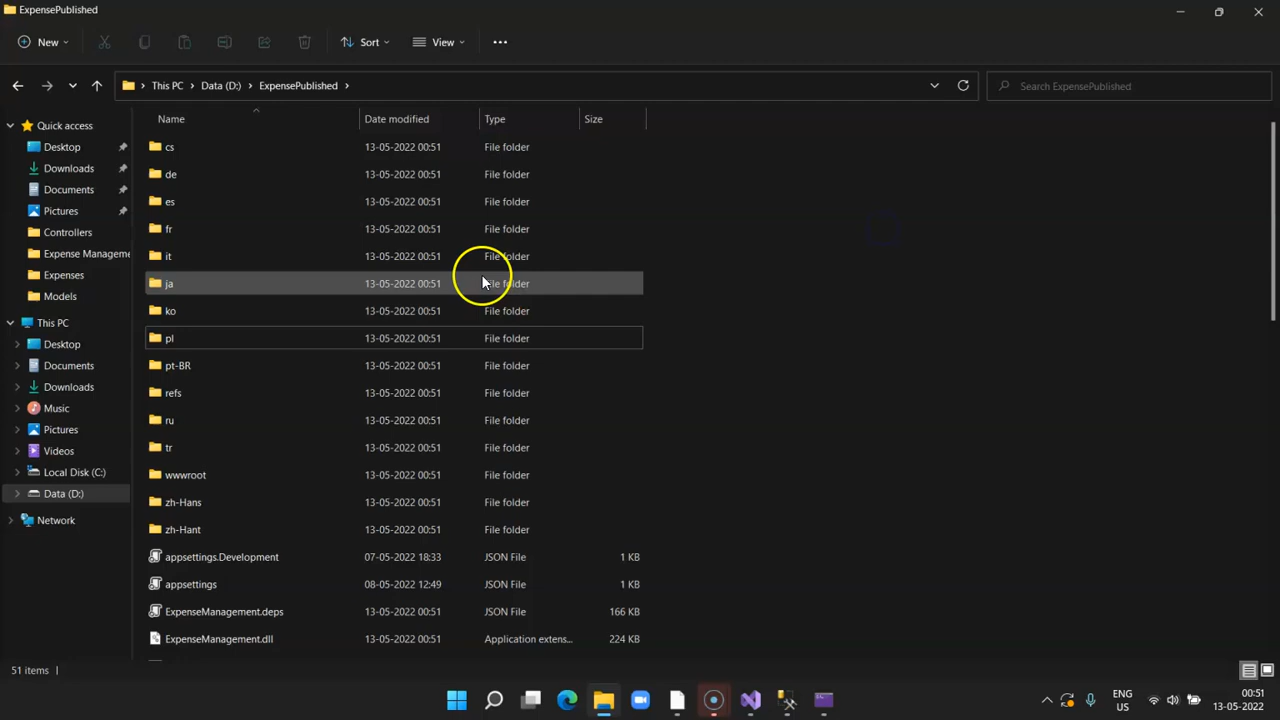 ExpensePublished
New
Sort
View
This PC
Data (D:)
ExpensePublished
Search ExpensePublished
Name
Date modified
Type
Size
Quick access
Desktop
Downloads
Documents
Pictures
Controllers
Expense Manageme
Expenses
Models
This PC
Desktop
Documents
Downloads
Music
Pictures
Videos
Local Disk (C:)
Data (D:)
Network
cs 13-05-2022 00:51 File folder
de 13-05-2022 00:51 File folder
es 13-05-2022 00:51 File folder
fr 13-05-2022 00:51 File folder
it 13-05-2022 00:51 File folder
ja 13-05-2022 00:51 File folder
ko 13-05-2022 00:51 File folder
pl 13-05-2022 00:51 File folder
pt-BR 13-05-2022 00:51 File folder
refs 13-05-2022 00:51 File folder
ru 13-05-2022 00:51 File folder
tr 13-05-2022 00:51 File folder
wwwroot 13-05-2022 00:51 File folder
zh-Hans 13-05-2022 00:51 File folder
zh-Hant 13-05-2022 00:51 File folder
appsettings.Development 07-05-2022 18:33 JSON File 1 KB
appsettings 08-05-2022 12:49 JSON File 1 KB
ExpenseManagement.deps 13-05-2022 00:51 JSON File 166 KB
ExpenseManagement.dll 13-05-2022 00:51 Application extens... 224 KB
51 items
ENG
US
00:51
13-05-2022